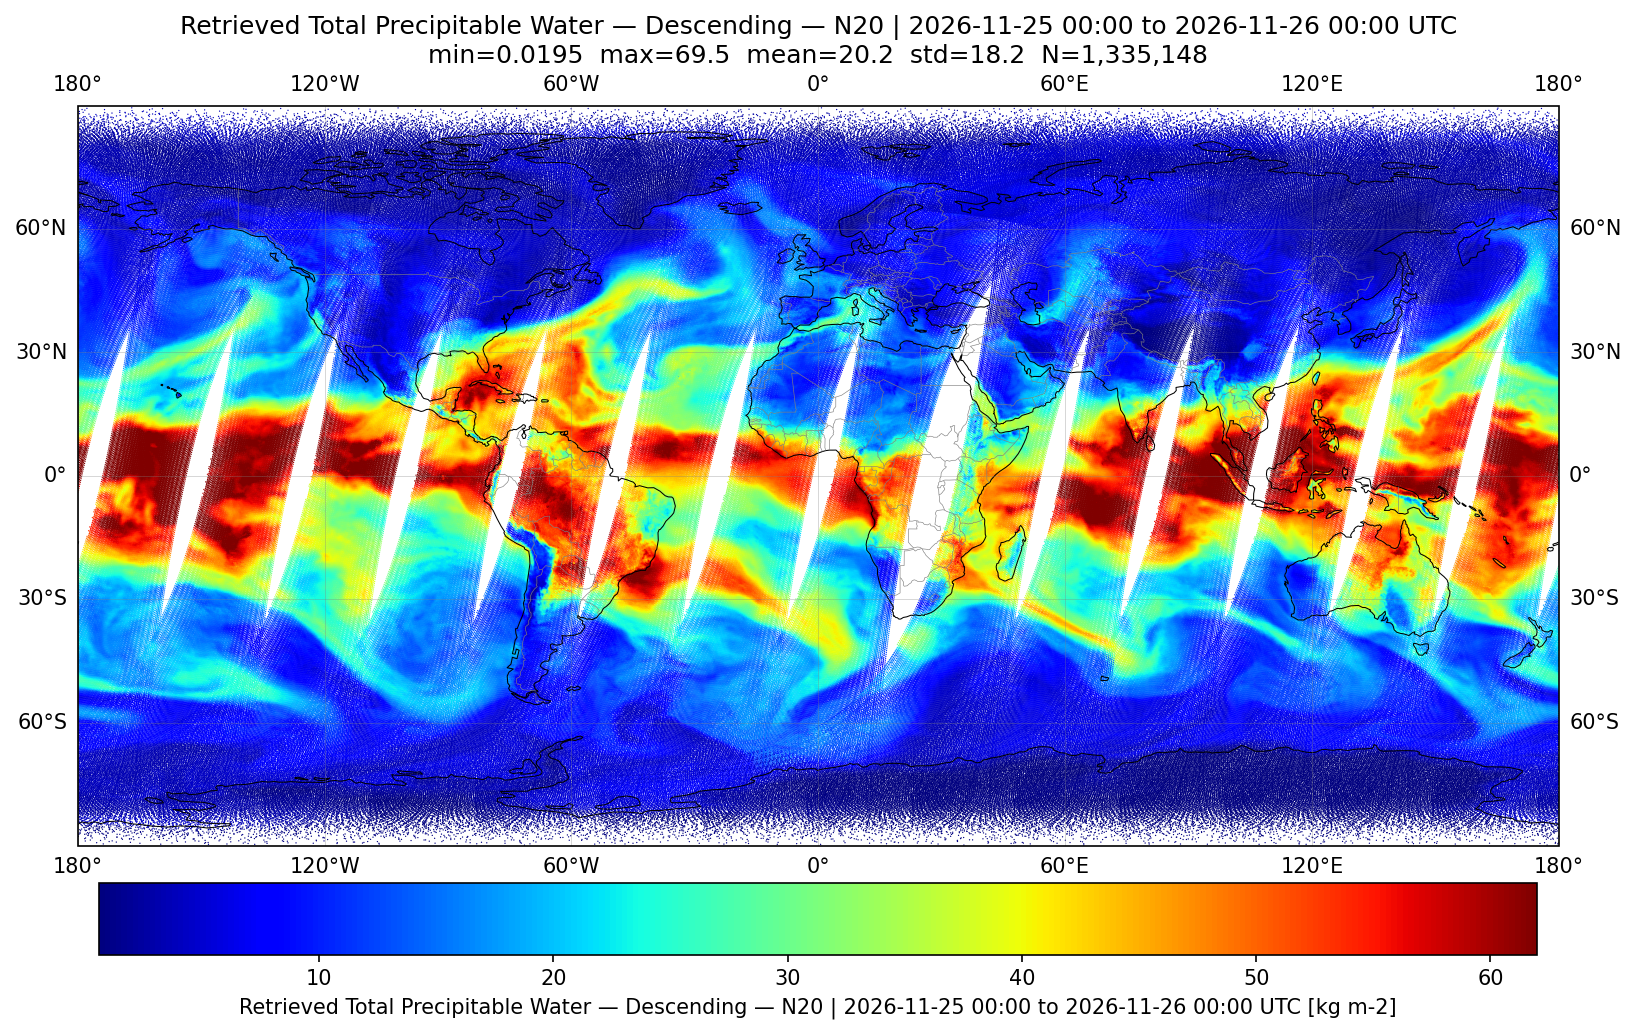 Retrieved Total Precipitable Water — Descending — N20 | 2026-11-25 00:00 to 2026-11-26 00:00 UTC
min=0.0195 max=69.5 mean=20.2 std=18.2 N=1,335,148
180° 120°W 60°W 0° 60°E 120°E 180°
60°N 60°N
30°N 30°N
0° 0°
30°S 30°S
60°S 60°S
180° 120°W 60°W 0° 60°E 120°E 180°
10 20 30 40 50 60
Retrieved Total Precipitable Water — Descending — N20 | 2026-11-25 00:00 to 2026-11-26 00:00 UTC [kg m-2]